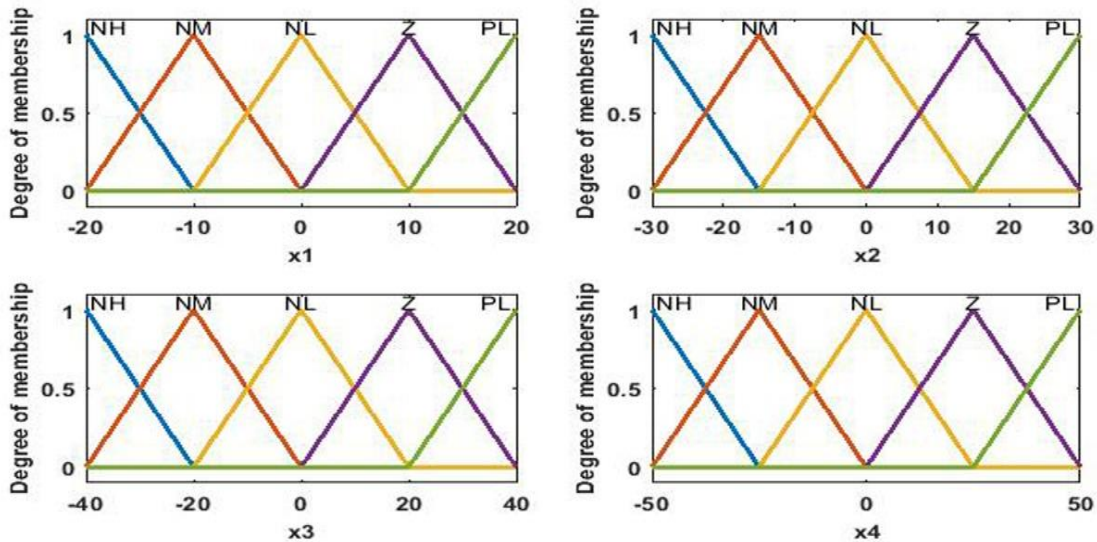 NH NM NL Z PL
Degree of membership
1
0.5
0
-20 -10 0 10 20
x1
NH NM NL Z PL
Degree of membership
1
0.5
0
-30 -20 -10 0 10 20 30
x2
NH NM NL Z PL
Degree of membership
1
0.5
0
-40 -20 0 20 40
x3
NH NM NL Z PL
Degree of membership
1
0.5
0
-50 0 50
x4